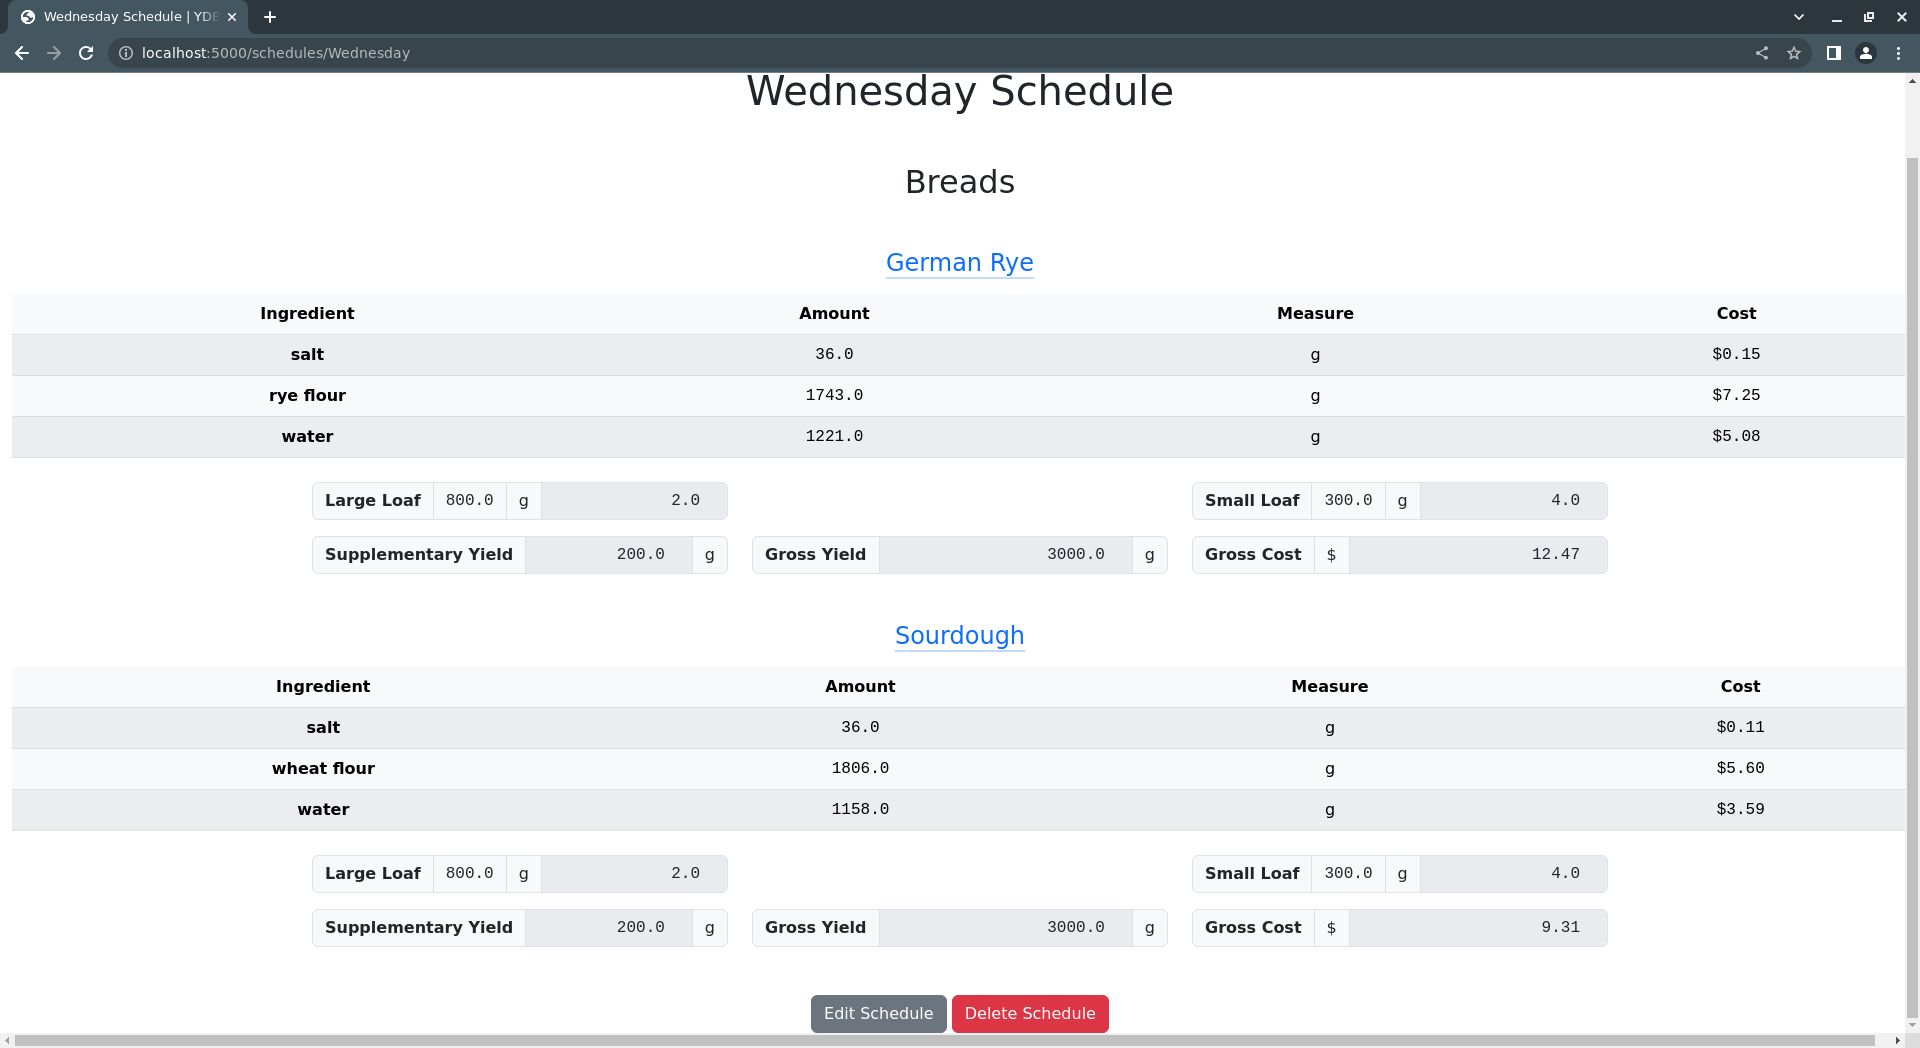 Wednesday Schedule | YDB
localhost:5000/schedules/Wednesday
Wednesday Schedule
Breads
German Rye
Ingredient Amount Measure Cost
salt 36.0 g $0.15
rye flour 1743.0 g $7.25
water 1221.0 g $5.08
Large Loaf 800.0 g 2.0 Small Loaf 300.0 g 4.0
Supplementary Yield 200.0 g Gross Yield 3000.0 g Gross Cost $ 12.47
Sourdough
Ingredient Amount Measure Cost
salt 36.0 g $0.11
wheat flour 1806.0 g $5.60
water 1158.0 g $3.59
Large Loaf 800.0 g 2.0 Small Loaf 300.0 g 4.0
Supplementary Yield 200.0 g Gross Yield 3000.0 g Gross Cost $ 9.31
Edit Schedule Delete Schedule